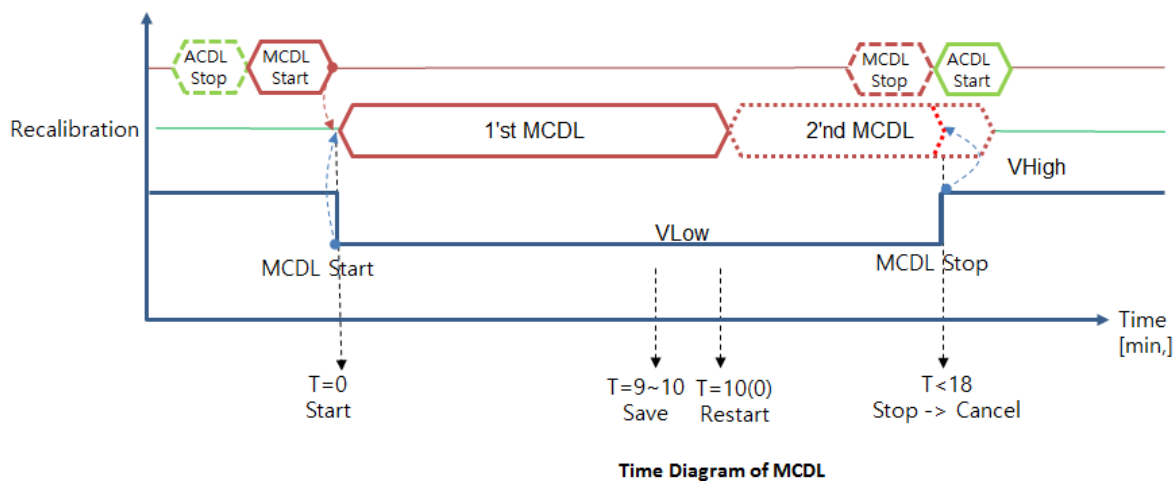 ACDL
Stop
MCDL
Start
MCDL
Stop
ACDL
Start
Recalibration
1'st MCDL
2'nd MCDL
VHigh
VLow
MCDL Start
MCDL Stop
Time
[min,]
T=0
Start
T=9~10
Save
T=10(0)
Restart
T<18
Stop -> Cancel
Time Diagram of MCDL